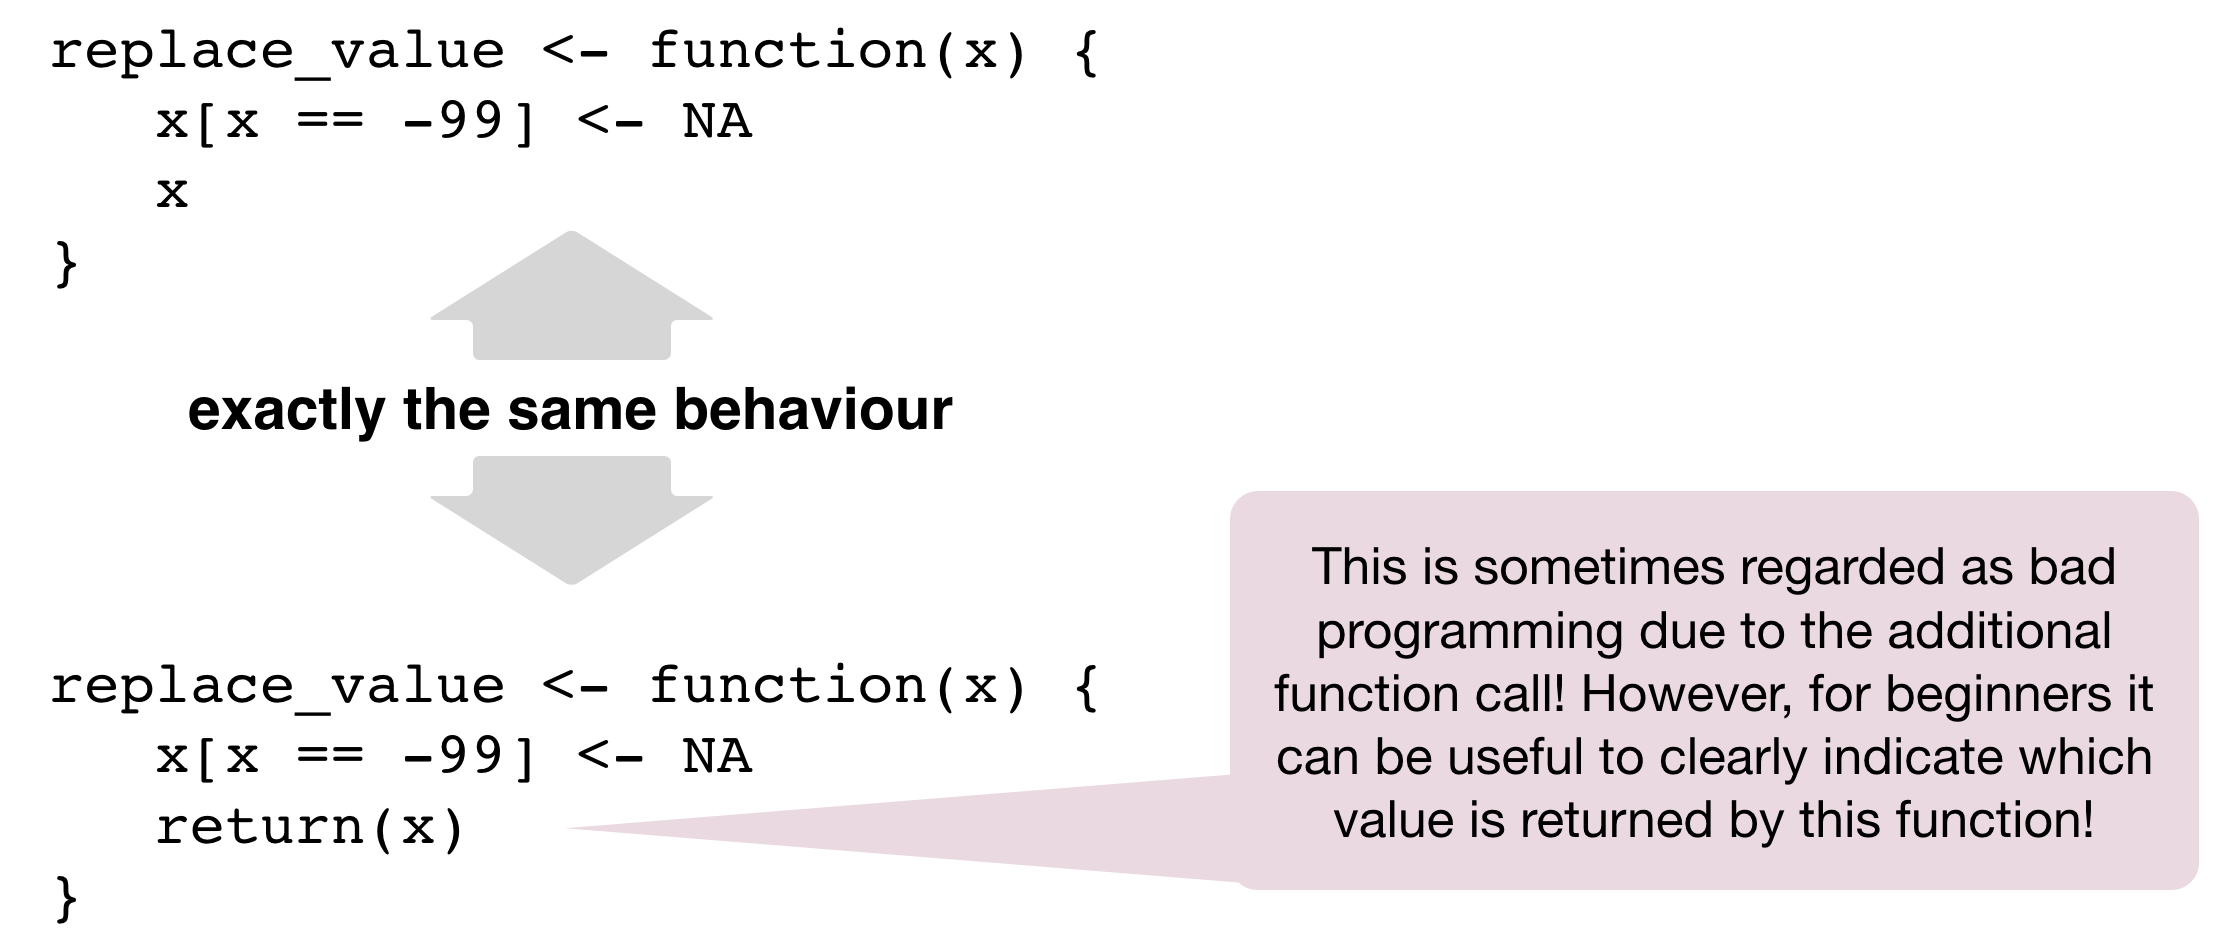 replace_value <- function(x) {
   x[x == -99] <- NA
   x
}
exactly the same behaviour
replace_value <- function(x) {
   x[x == -99] <- NA
   return(x)
}
This is sometimes regarded as bad
programming due to the additional
function call! However, for beginners it
can be useful to clearly indicate which
value is returned by this function!